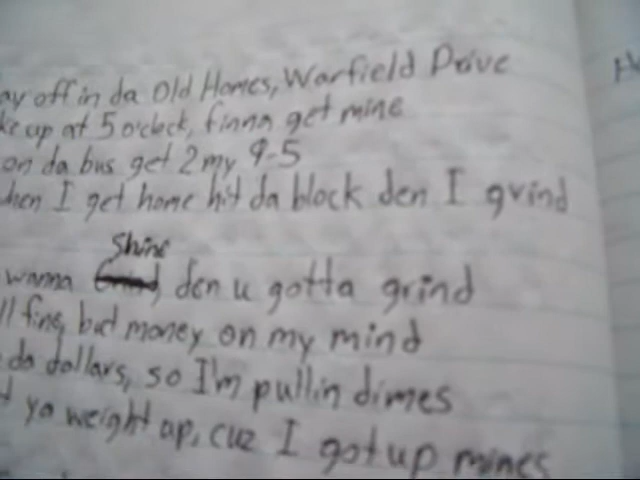 off in da Old Homes, Warfield Drive
up at 5 o'clock, finna get mine
on da bus get 2 my 9-5
I get home hit da block den I grind
Shine
wanna den u gotta grind
fine, but money on my mind
da dollars, so I'm pullin dimes
ya weight up, cuz I got up mines